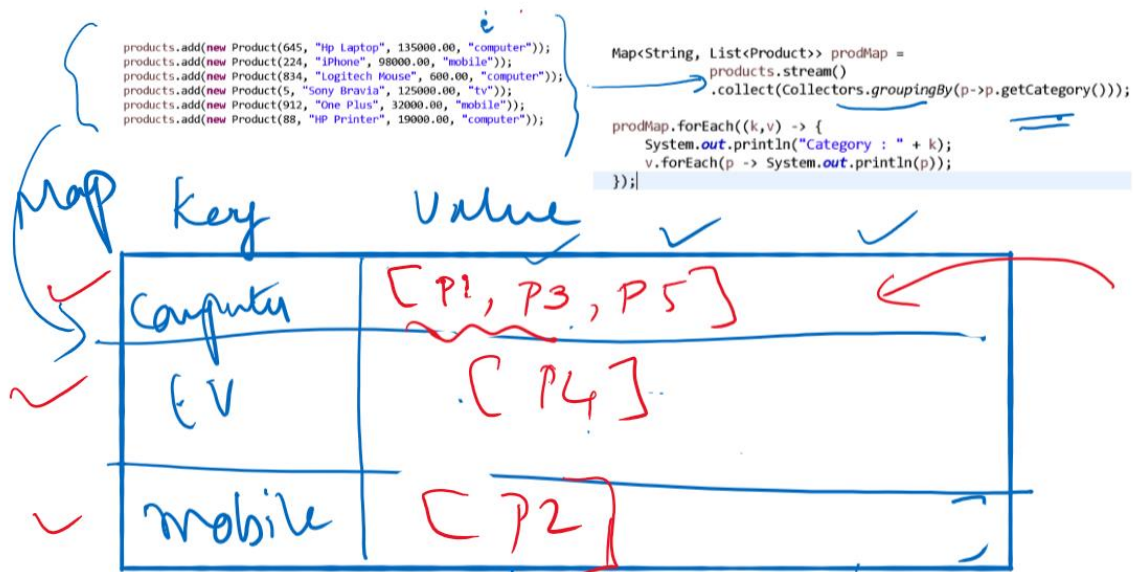 products.add(new Product(645, "Hp Laptop", 135000.00, "computer"));
products.add(new Product(224, "iPhone", 98000.00, "mobile"));
products.add(new Product(834, "Logitech Mouse", 600.00, "computer"));
products.add(new Product(5, "Sony Bravia", 125000.00, "tv"));
products.add(new Product(912, "One Plus", 32000.00, "mobile"));
products.add(new Product(88, "HP Printer", 19000.00, "computer"));
Map<String, List<Product>> prodMap =
products.stream()
.collect(Collectors.groupingBy(p->p.getCategory()));
prodMap.forEach((k,v) -> {
System.out.println("Category : " + k);
v.forEach(p -> System.out.println(p));
});
Map Key Value
Computer [P1, P3, P5]
[P4]
mobile [P2]